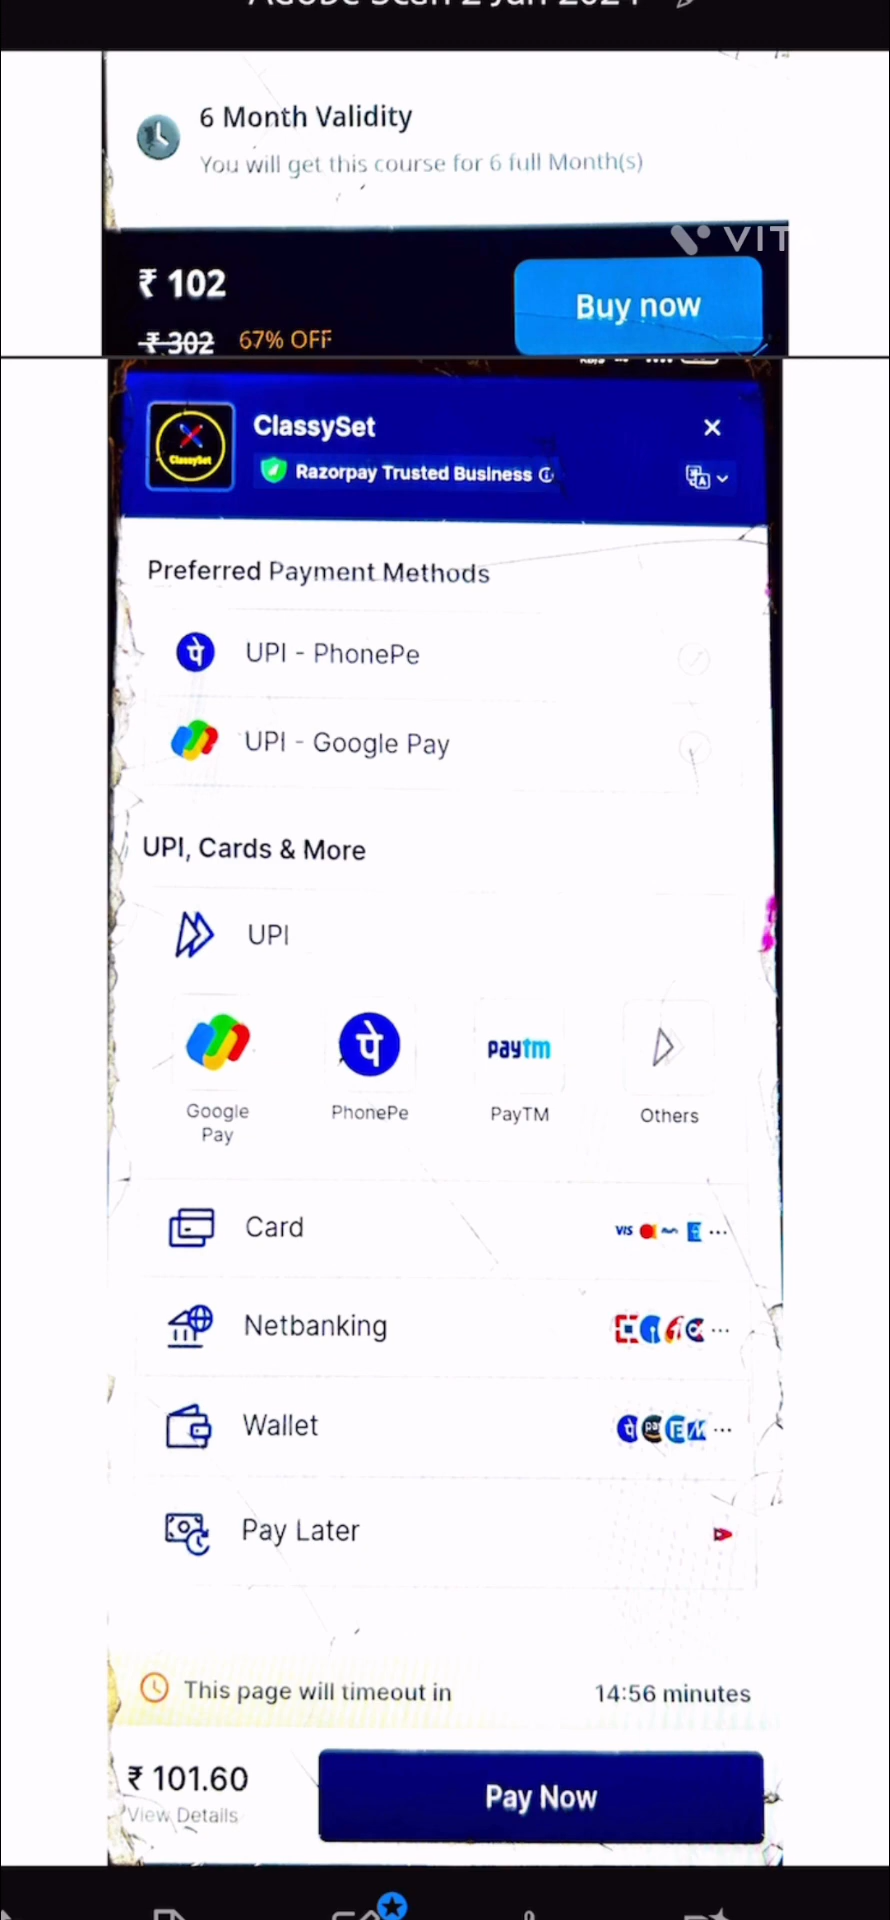 6 Month Validity
You will get this course for 6 full Month(s)
VIT
₹ 102
Buy now
₹ 302 67% OFF
ClassySet
ClassySet
Razorpay Trusted Business
Preferred Payment Methods
पे UPI - PhonePe
UPI - Google Pay
UPI, Cards & More
UPI
पे
paytm
Google Pay
PhonePe
PayTM
Others
Card
VIS
Netbanking
Wallet
Pay Later
This page will timeout in 14:56 minutes
₹ 101.60
View Details
Pay Now